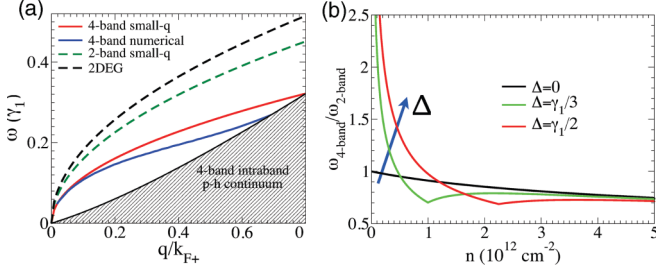 (a)
4-band small-q
4-band numerical
2-band small-q
2DEG
ω (γ1)
0.4
0.2
0
4-band intraband
p-h continuum
0 0.2 0.4 0.6 0
q/kF+
(b)
2.5
2
1.5
1
0.5
ω4-band/ω2-band
Δ
Δ=0
Δ=γ1/3
Δ=γ1/2
0 1 2 3 4 5
n (10^12 cm^-2)